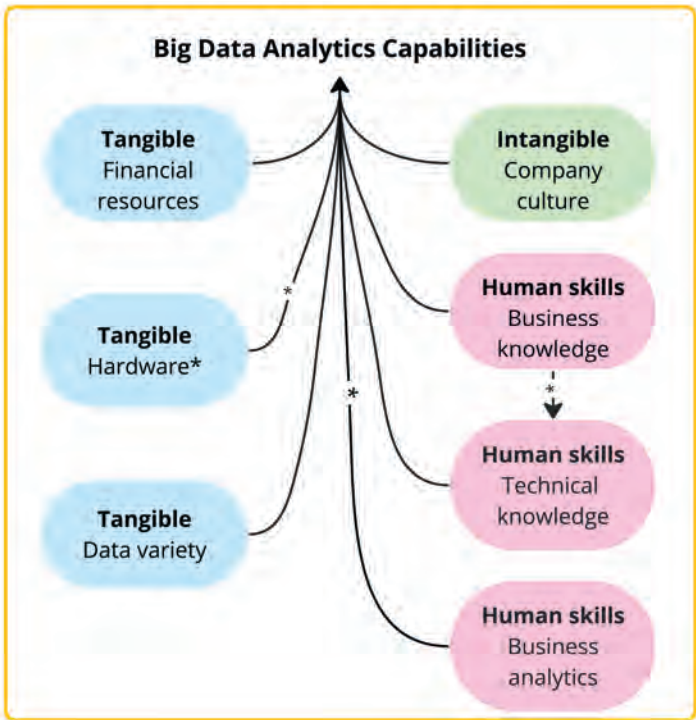 Big Data Analytics Capabilities
Tangible
Financial
resources
Intangible
Company
culture
*
Tangible
Hardware*
Human skills
Business
knowledge
*
*
Human skills
Technical
knowledge
Tangible
Data variety
Human skills
Business
analytics